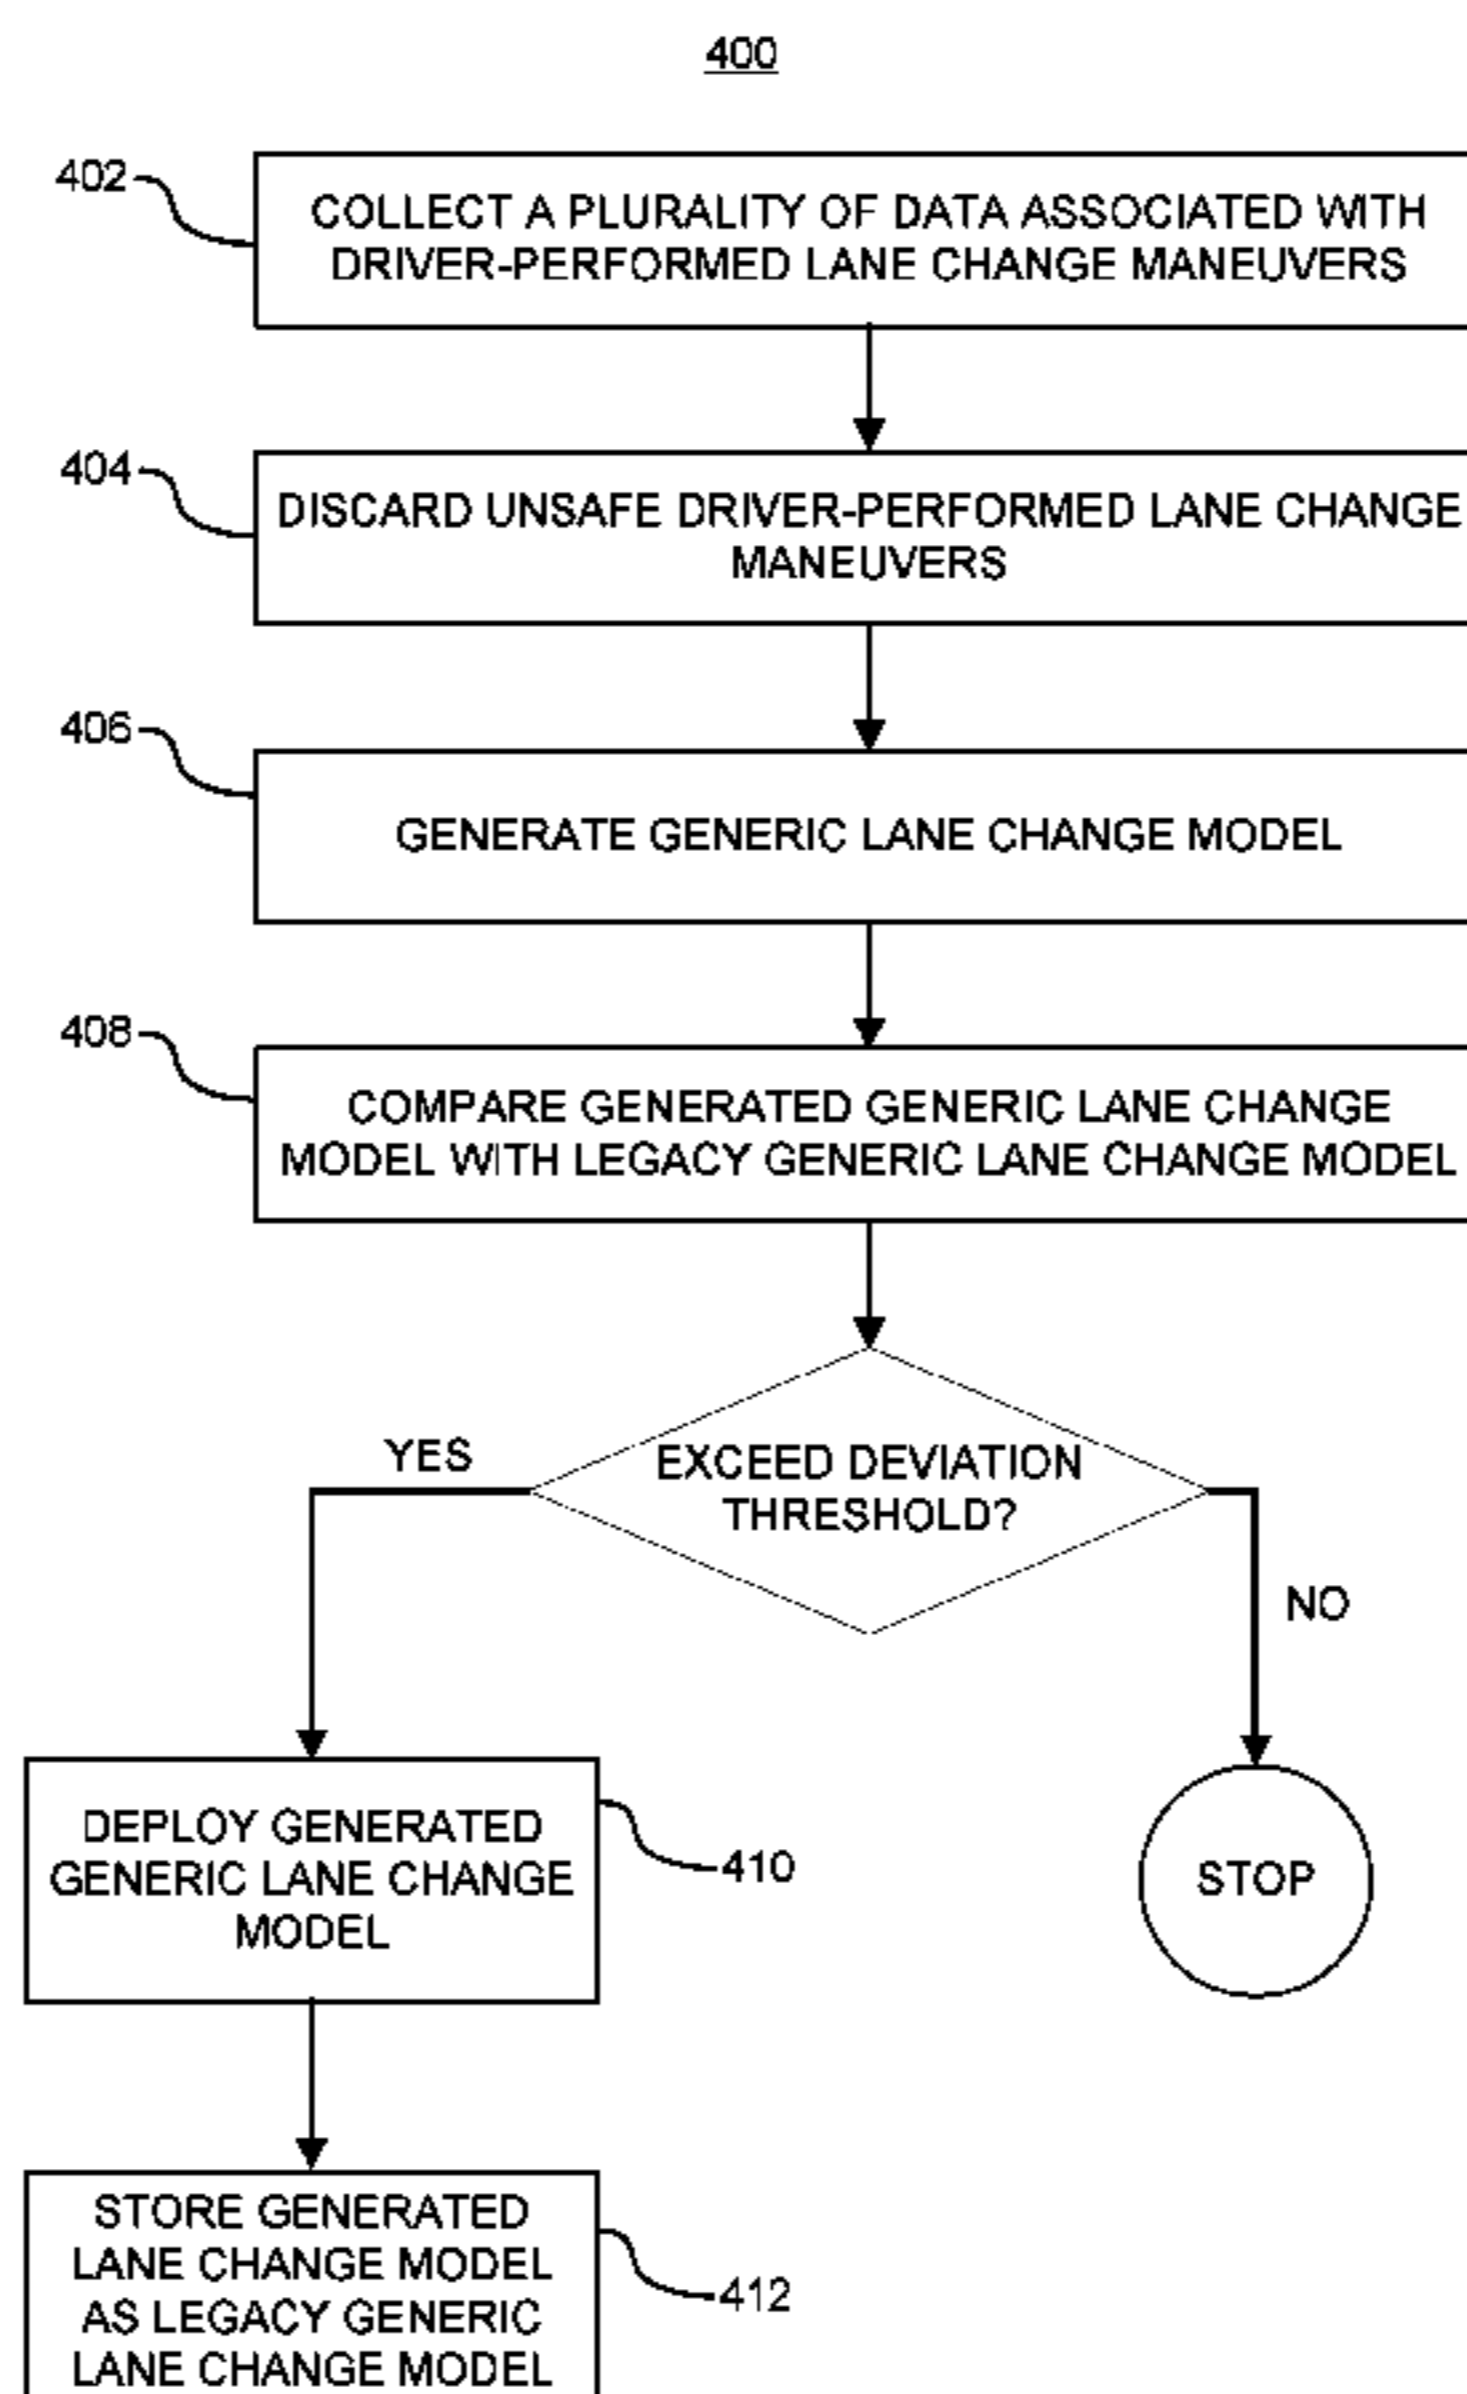 400
402
COLLECT A PLURALITY OF DATA ASSOCIATED WITH
DRIVER-PERFORMED LANE CHANGE MANEUVERS
404
DISCARD UNSAFE DRIVER-PERFORMED LANE CHANGE
MANEUVERS
406
GENERATE GENERIC LANE CHANGE MODEL
408
COMPARE GENERATED GENERIC LANE CHANGE
MODEL WITH LEGACY GENERIC LANE CHANGE MODEL
YES
EXCEED DEVIATION
THRESHOLD?
NO
DEPLOY GENERATED
GENERIC LANE CHANGE
MODEL
410
STOP
STORE GENERATED
LANE CHANGE MODEL
AS LEGACY GENERIC
LANE CHANGE MODEL
412